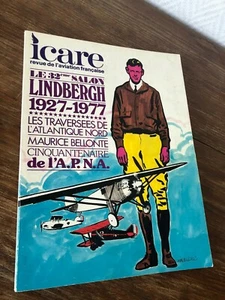 icare
revue de l'aviation française
LE 32ème SALON
LINDBERGH
1927-1977
LES TRAVERSÉES DE
L'ATLANTIQUE NORD
MAURICE BELLONTE
CINQUANTENAIRE
de l'A.P.N.A.